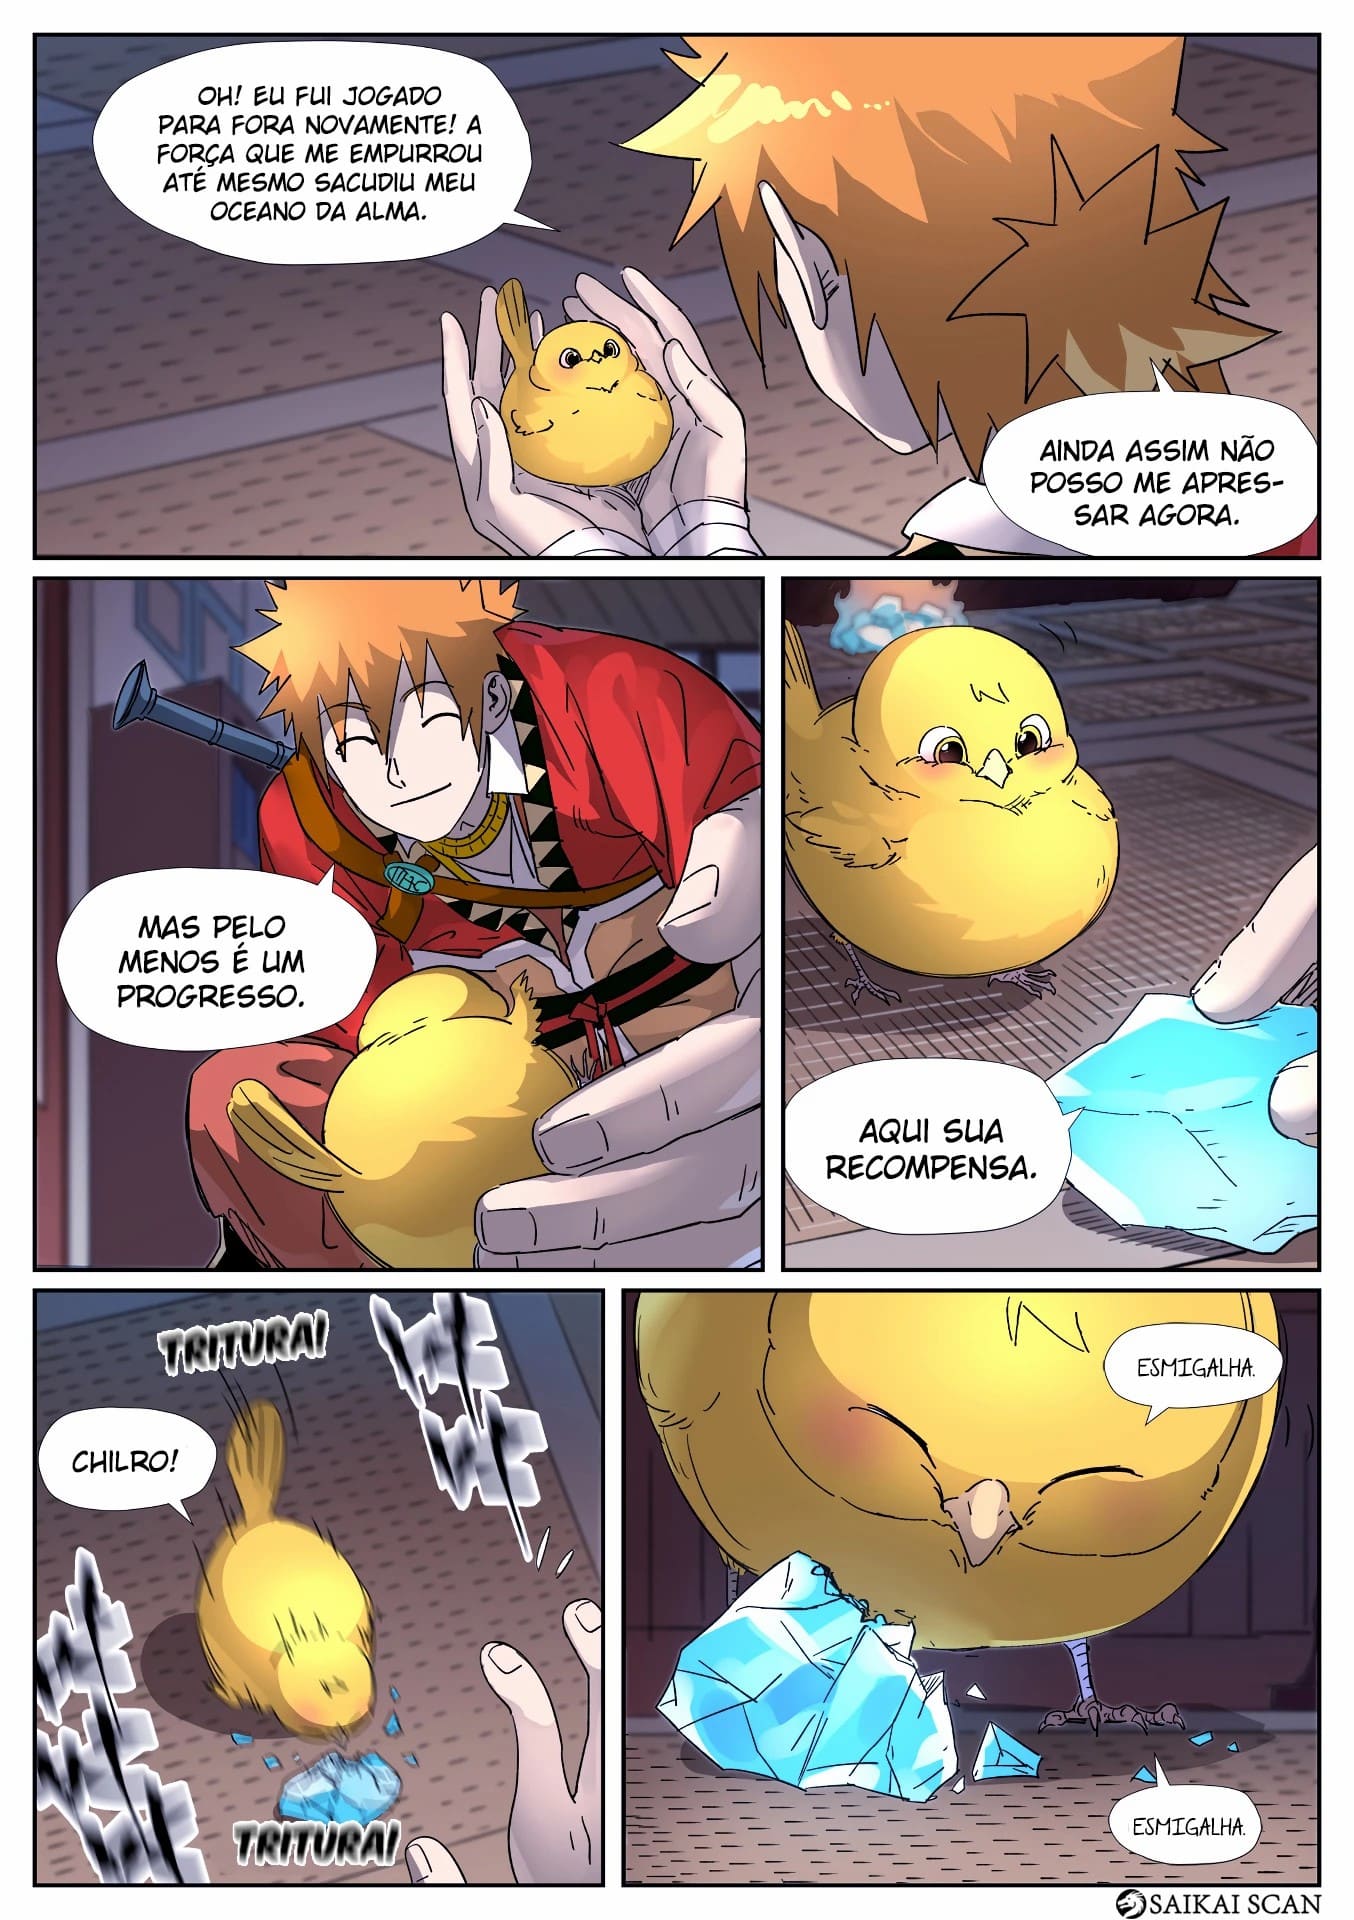 OH! EU FUI JOGADO
PARA FORA NOVAMENTE! A
FORÇA QUE ME EMPURROU
ATÉ MESMO SACUDIU MEU
OCEANO DA ALMA.
AINDA ASSIM NÃO
POSSO ME APRES-
SAR AGORA.
MAS PELO
MENOS É UM
PROGRESSO.
AQUI SUA
RECOMPENSA.
TRITURA!
CHILRO!
TRITURA!
ESMIGALHA.
ESMIGALHA.
SAIKAI SCAN